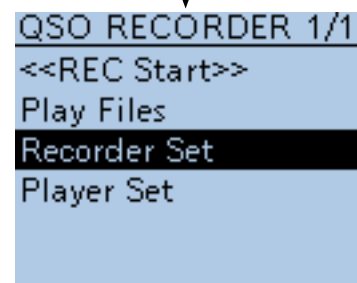 QSO RECORDER 1/1
<<REC Start>>
Play Files
Recorder Set
Player Set